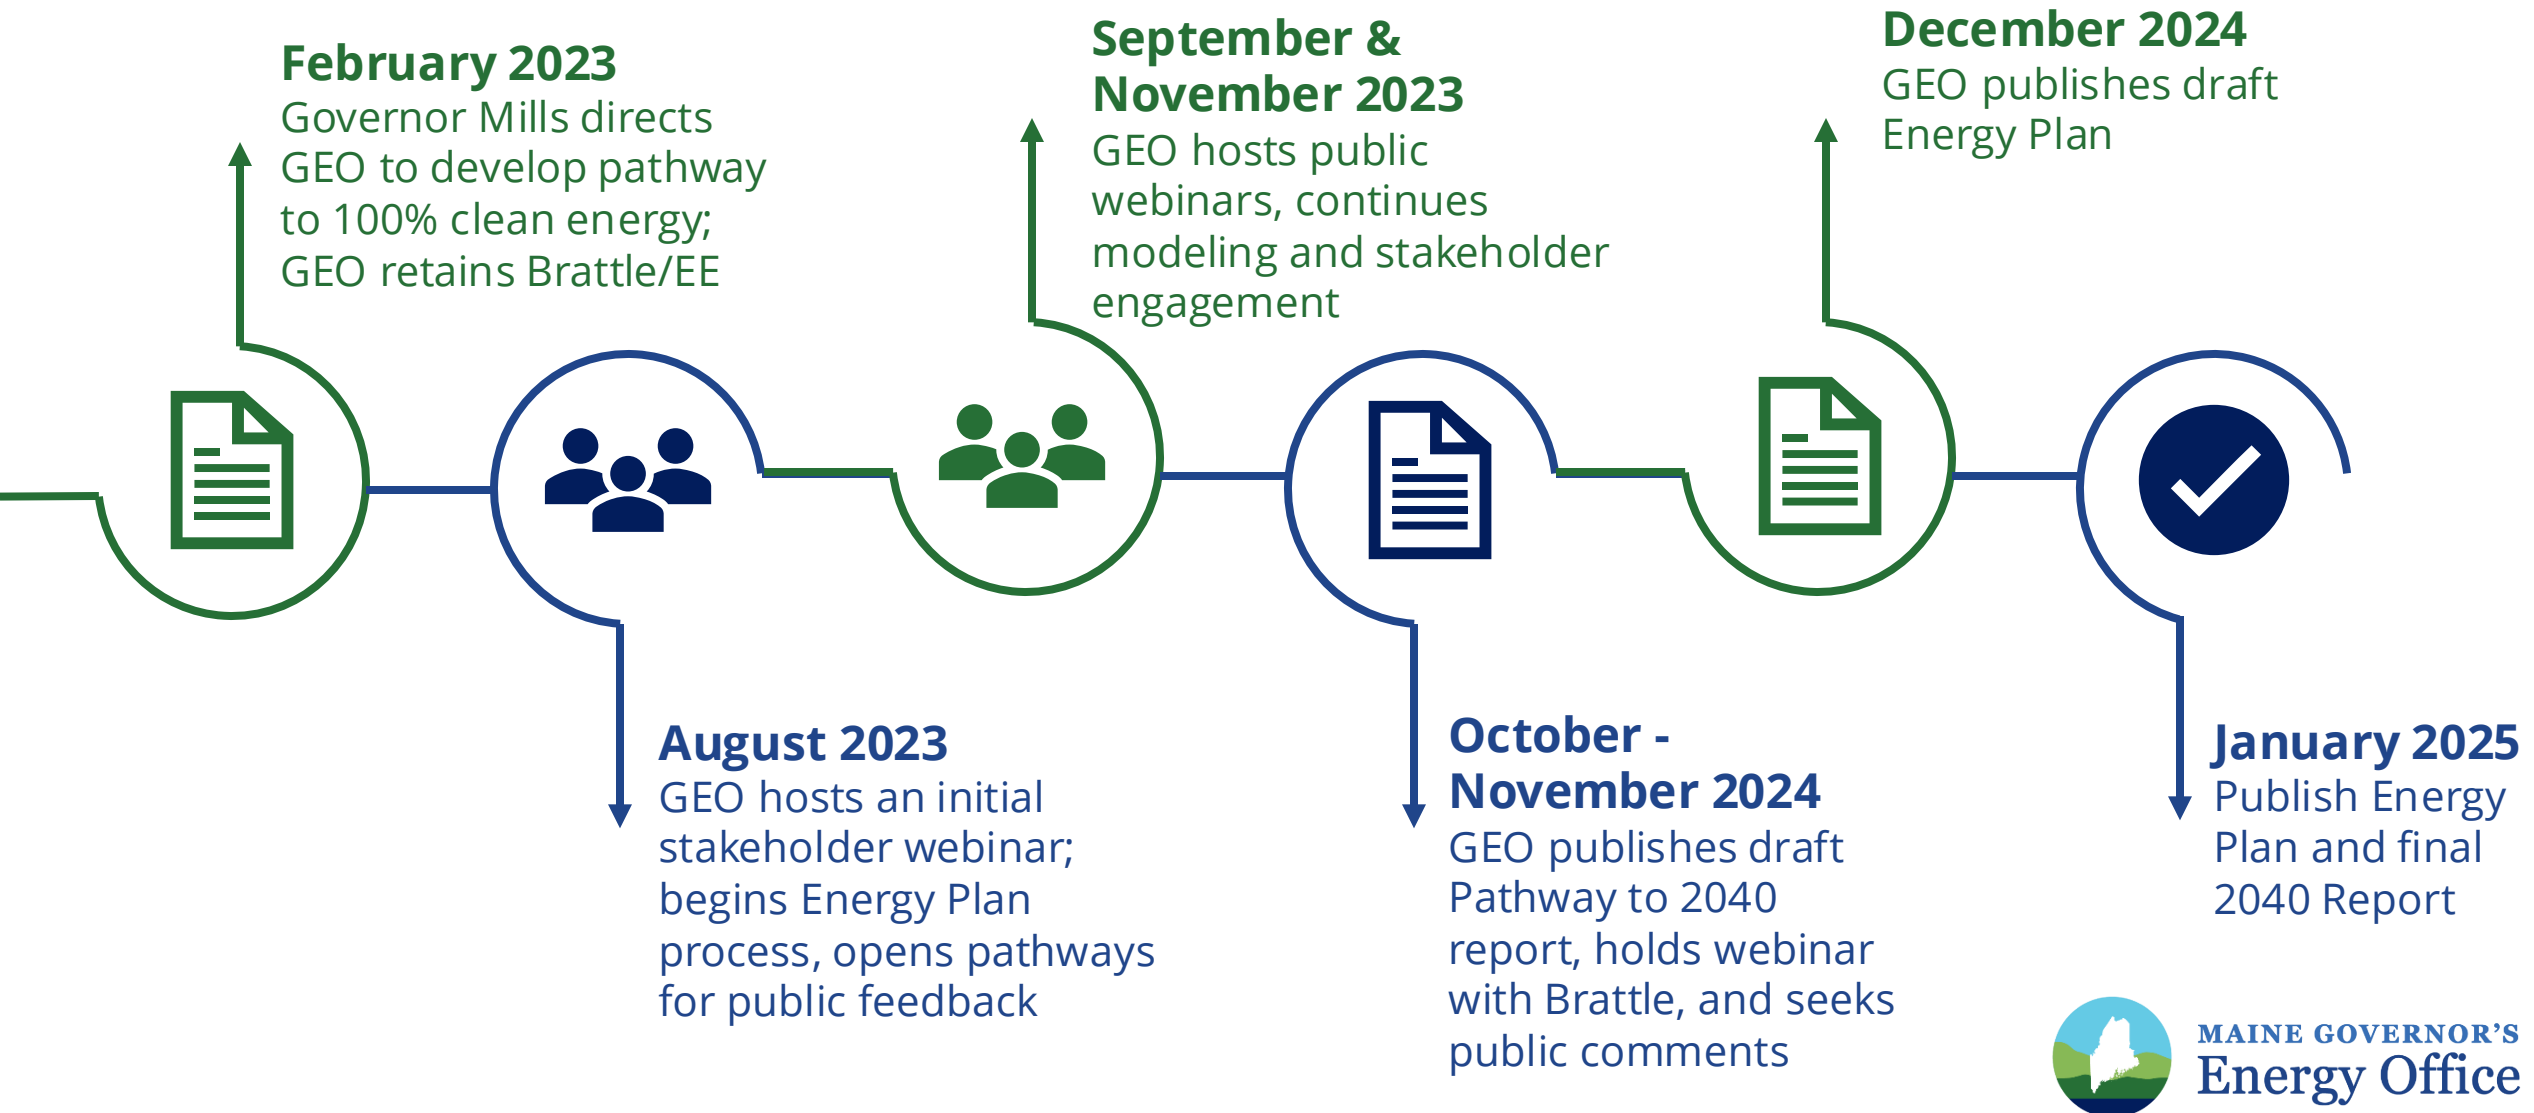 February 2023
Governor Mills directs
GEO to develop pathway
to 100% clean energy;
GEO retains Brattle/EE
August 2023
GEO hosts an initial
stakeholder webinar;
begins Energy Plan
process, opens pathways
for public feedback
September &
November 2023
GEO hosts public
webinars, continues
modeling and stakeholder
engagement
October -
November 2024
GEO publishes draft
Pathway to 2040
report, holds webinar
with Brattle, and seeks
public comments
December 2024
GEO publishes draft
Energy Plan
January 2025
Publish Energy
Plan and final
2040 Report
MAINE GOVERNOR'S
Energy Office